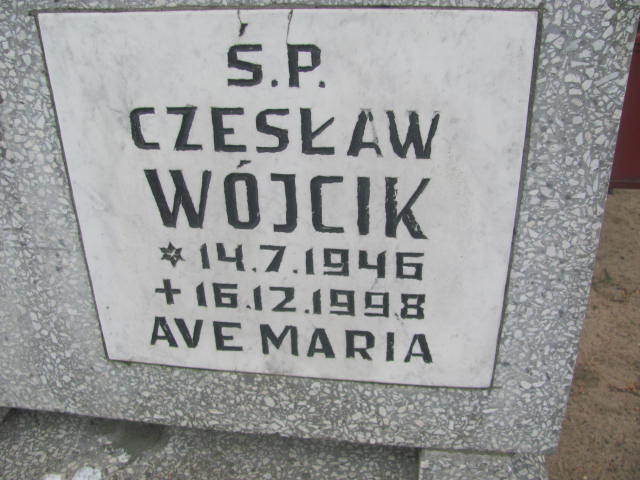 Ś.P.
CZESŁAW
WÓJCIK
* 14.7.1946
+ 16.12.1998
AVE MARIA